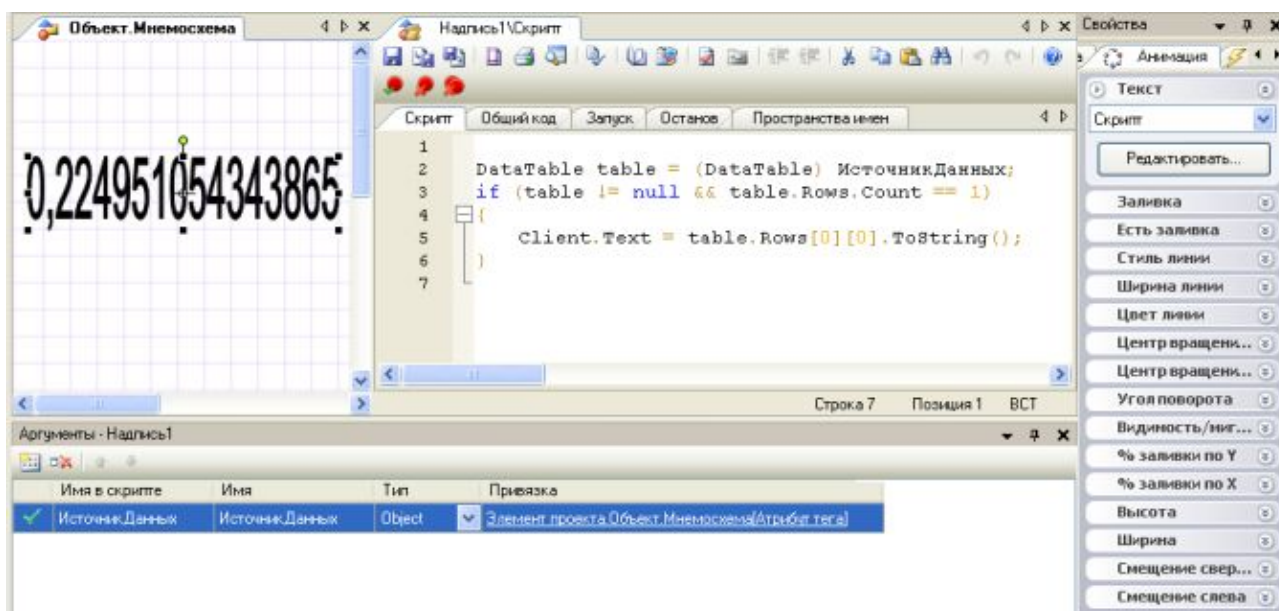 Объект.Мнемосхема
0,224951054343865
Надпись1\Скрипт
Скрипт Общий код Запуск Останов Пространства имен
1
2 DataTable table = (DataTable) ИсточникДанных;
3 if (table != null && table.Rows.Count == 1)
4 {
5 Client.Text = table.Rows[0][0].ToString();
6 }
7
Строка 7 Позиция 1 ВСТ
Свойства
Анимация
Текст
Скрипт
Редактировать...
Заливка
Есть заливка
Стиль линии
Ширина линии
Цвет линии
Центр вращени...
Центр вращени...
Угол поворота
Видимость/миг...
% заливки по Y
% заливки по X
Высота
Ширина
Смещение свер...
Смещение слева
Аргументы - Надпись1
Имя в скрипте Имя Тип Привязка
ИсточникДанных ИсточникДанных Object Элемент проекта.Объект.Мнемосхема[Атрибут тега]